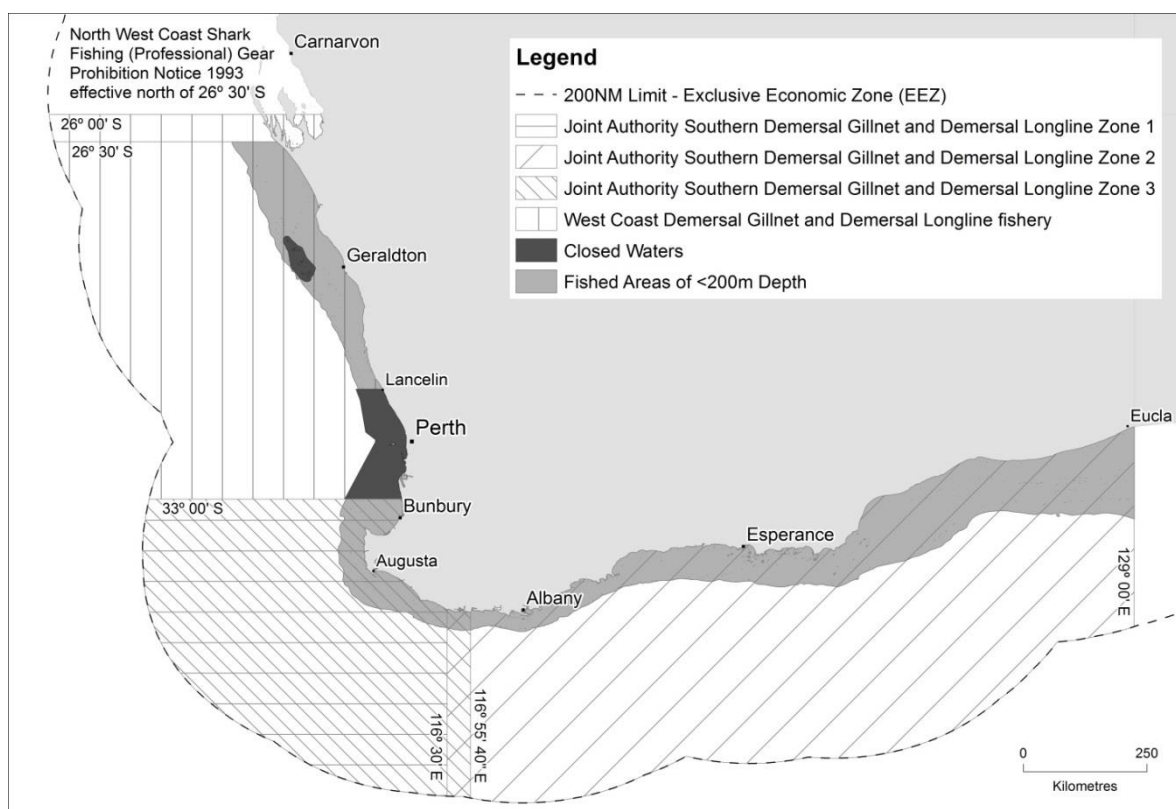 North West Coast Shark
Fishing (Professional) Gear
Prohibition Notice 1993
effective north of 26º 30' S
Carnarvon
26º 00' S
26º 30' S
Geraldton
Lancelin
Perth
33º 00' S
Bunbury
Augusta
Albany
Esperance
Eucla
129º 00' E
116º 30' E
116º 55' 40" E
Legend
200NM Limit - Exclusive Economic Zone (EEZ)
Joint Authority Southern Demersal Gillnet and Demersal Longline Zone 1
Joint Authority Southern Demersal Gillnet and Demersal Longline Zone 2
Joint Authority Southern Demersal Gillnet and Demersal Longline Zone 3
West Coast Demersal Gillnet and Demersal Longline fishery
Closed Waters
Fished Areas of <200m Depth
0 250
Kilometres